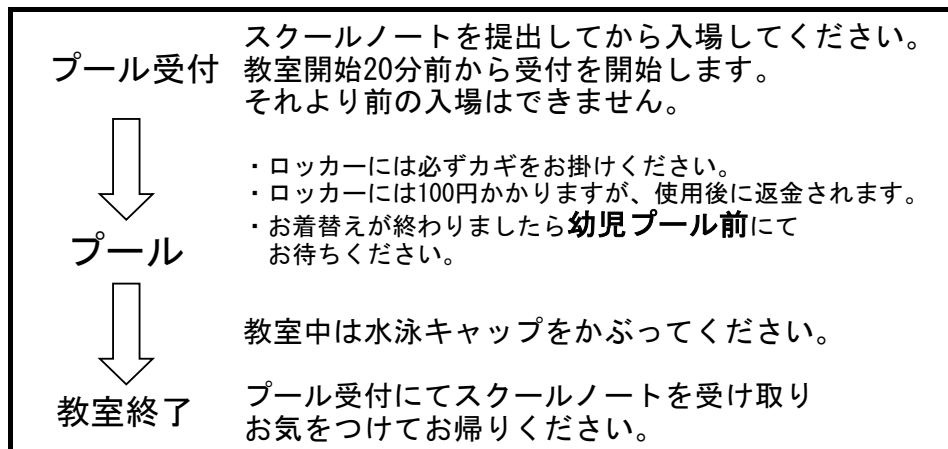 プール受付
スクールノートを提出してから入場してください。
教室開始20分前から受付を開始します。
それより前の入場はできません。
・ロッカーには必ずカギをお掛けください。
・ロッカーには100円かかりますが、使用後に返金されます。
・お着替えが終わりましたら幼児プール前にて
お待ちください。
プール
教室中は水泳キャップをかぶってください。
教室終了
プール受付にてスクールノートを受け取り
お気をつけてお帰りください。